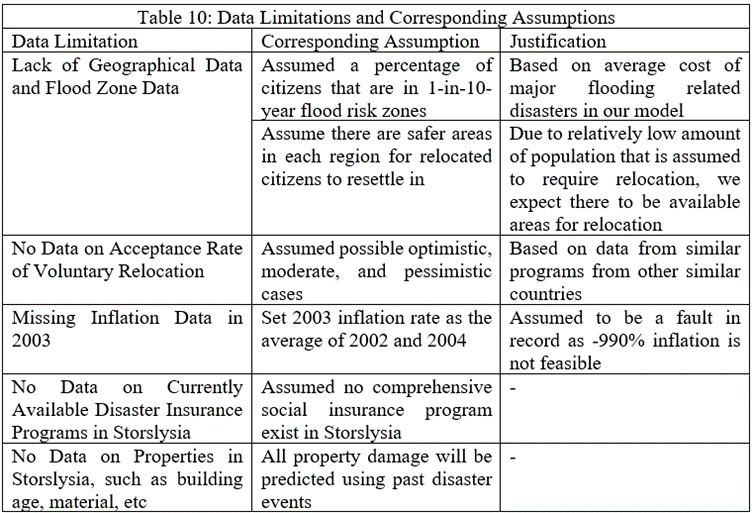 Table 10: Data Limitations and Corresponding Assumptions
Data Limitation
Corresponding Assumption
Justification
Lack of Geographical Data
and Flood Zone Data
Assumed a percentage of
citizens that are in 1-in-10-
year flood risk zones
Based on average cost of
major flooding related
disasters in our model
Assume there are safer areas
in each region for relocated
citizens to resettle in
Due to relatively low amount
of population that is assumed
to require relocation, we
expect there to be available
areas for relocation
No Data on Acceptance Rate
of Voluntary Relocation
Assumed possible optimistic,
moderate, and pessimistic
cases
Based on data from similar
programs from other similar
countries
Missing Inflation Data in
2003
Set 2003 inflation rate as the
average of 2002 and 2004
Assumed to be a fault in
record as -990% inflation is
not feasible
No Data on Currently
Available Disaster Insurance
Programs in Storslysia
Assumed no comprehensive
social insurance program
exist in Storslysia
-
No Data on Properties in
Storslysia, such as building
age, material, etc
All property damage will be
predicted using past disaster
events
-